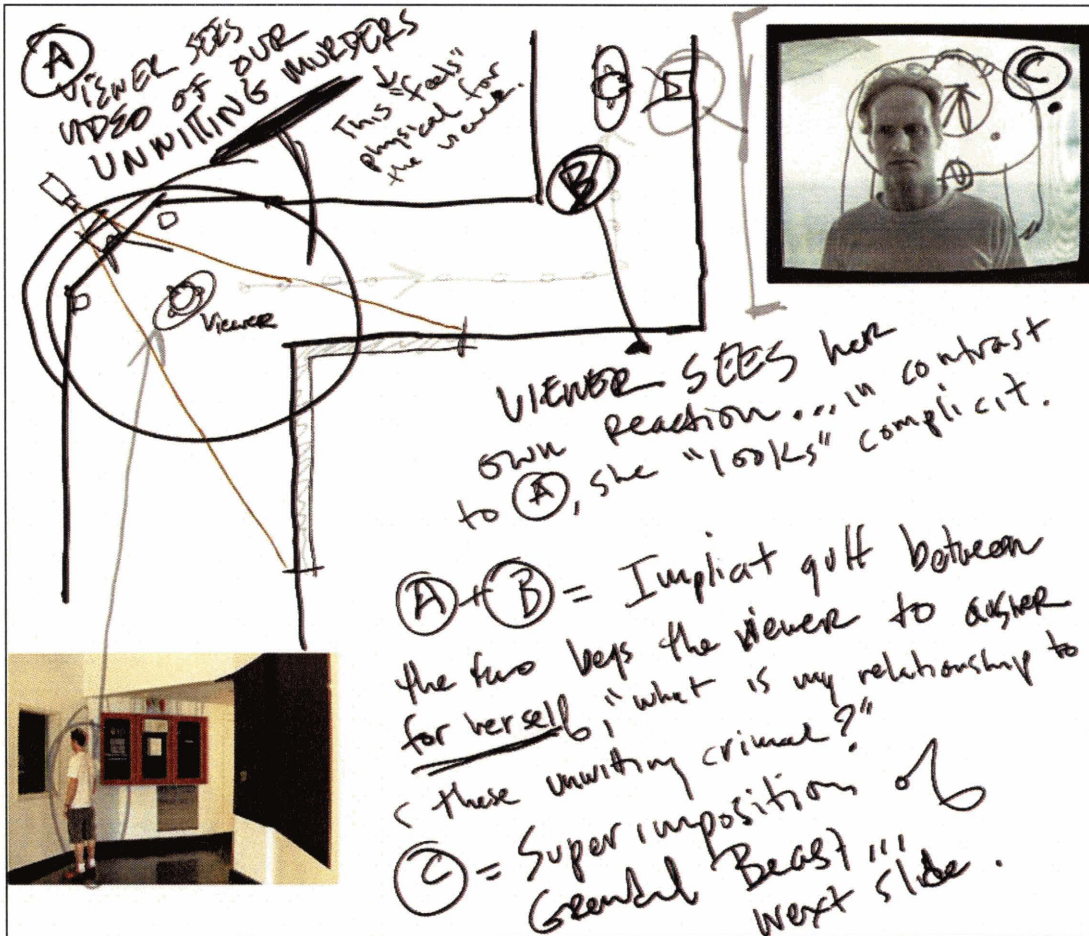 A
VIEWER SEES
VIDEO OF OUR
UNWITTING MURDERS
This "feels"
physical for
the viewer.
Viewer
B
C
VIEWER SEES her
own reaction... in contrast
to A, she "looks" complicit.
A + B = Implicit gulf between
the two begs the viewer to answer
for herself, "what is my relationship to
these unwitting crimal?"
C = Superimposition of
Grendel Beast...
next slide.